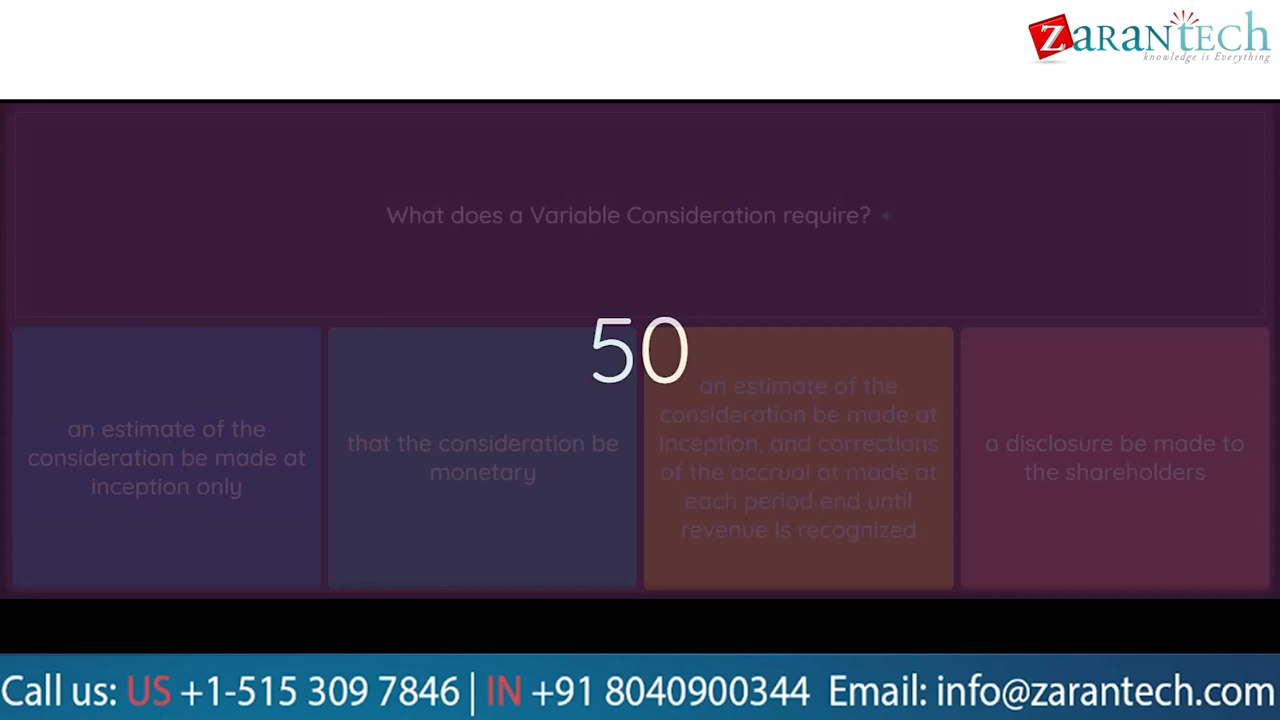 ZARANTECH
knowledge is Everything
What does a Variable Consideration require?
50
an estimate of the
consideration be made at
inception only
that the consideration be
monetary
an estimate of the
consideration be made at
Inception, and corrections
of the accrual at made at
each period end until
revenue Is recognized
a disclosure be made to
the shareholders
Call us: US +1-515 309 7846 | IN +91 8040900344 Email: info@zarantech.com